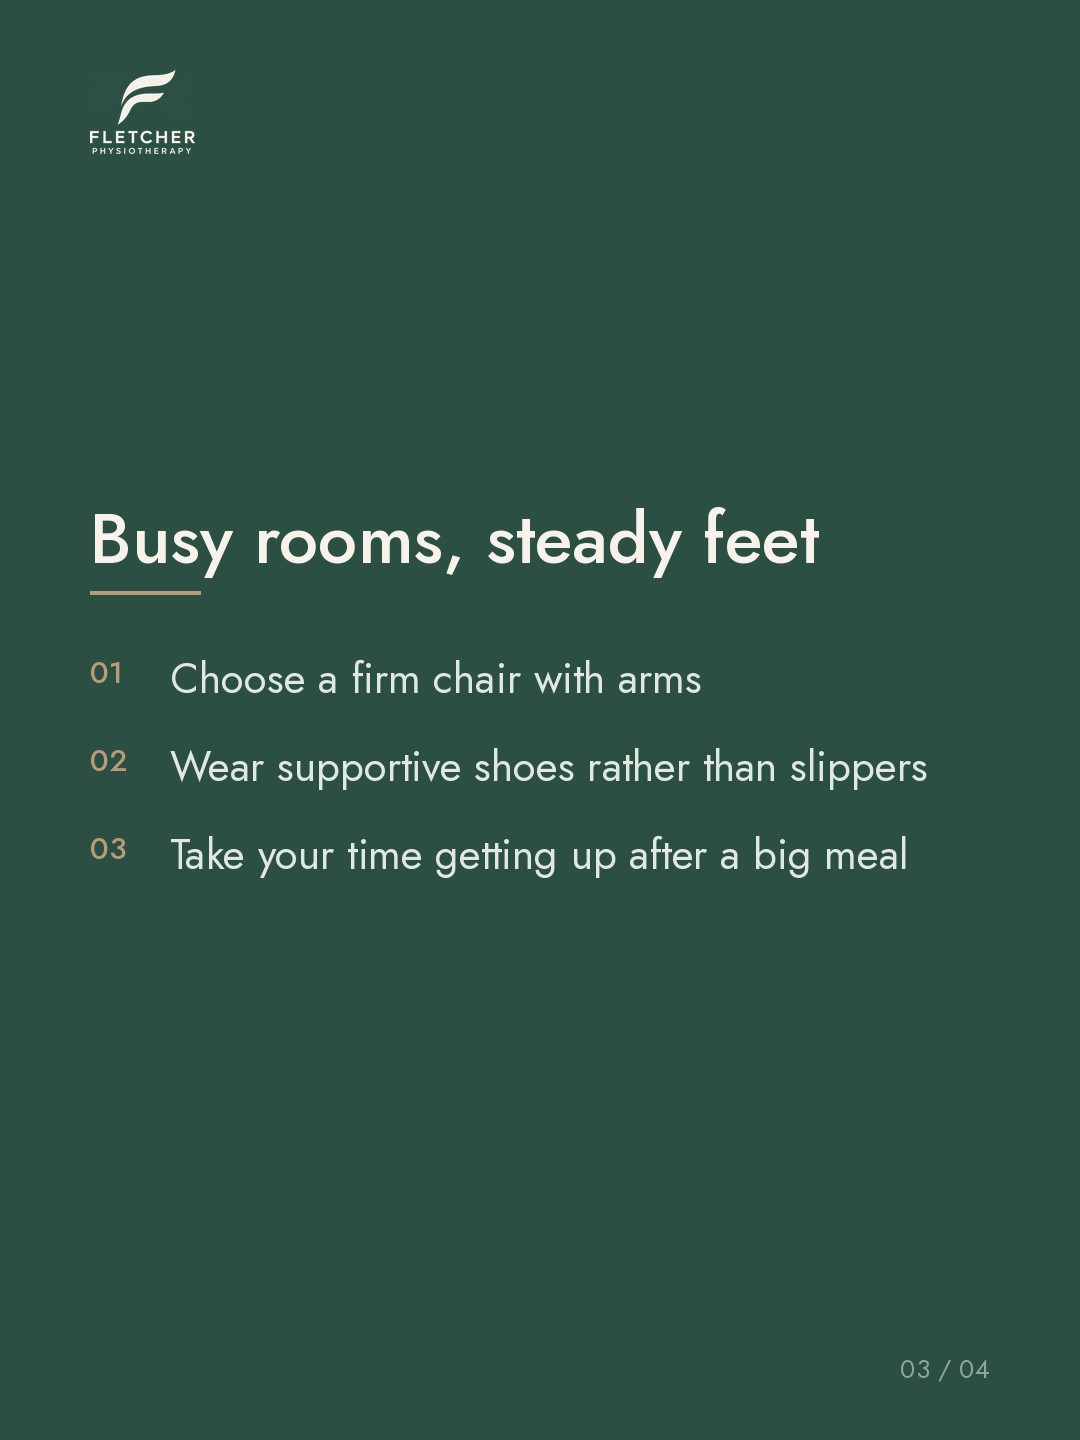 FLETCHER
PHYSIOTHERAPY
Busy rooms, steady feet
01 Choose a firm chair with arms
02 Wear supportive shoes rather than slippers
03 Take your time getting up after a big meal
03 / 04